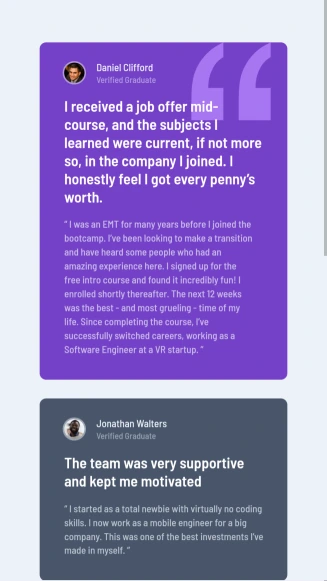 Daniel Clifford
Verified Graduate
I received a job offer mid-
course, and the subjects I
learned were current, if not more
so, in the company I joined. I
honestly feel I got every penny’s
worth.
“ I was an EMT for many years before I joined the
bootcamp. I’ve been looking to make a transition
and have heard some people who had an
amazing experience here. I signed up for the
free intro course and found it incredibly fun! I
enrolled shortly thereafter. The next 12 weeks
was the best - and most grueling - time of my
life. Since completing the course, I’ve
successfully switched careers, working as a
Software Engineer at a VR startup. ”
Jonathan Walters
Verified Graduate
The team was very supportive
and kept me motivated
“ I started as a total newbie with virtually no coding
skills. I now work as a mobile engineer for a big
company. This was one of the best investments I’ve
made in myself. ”